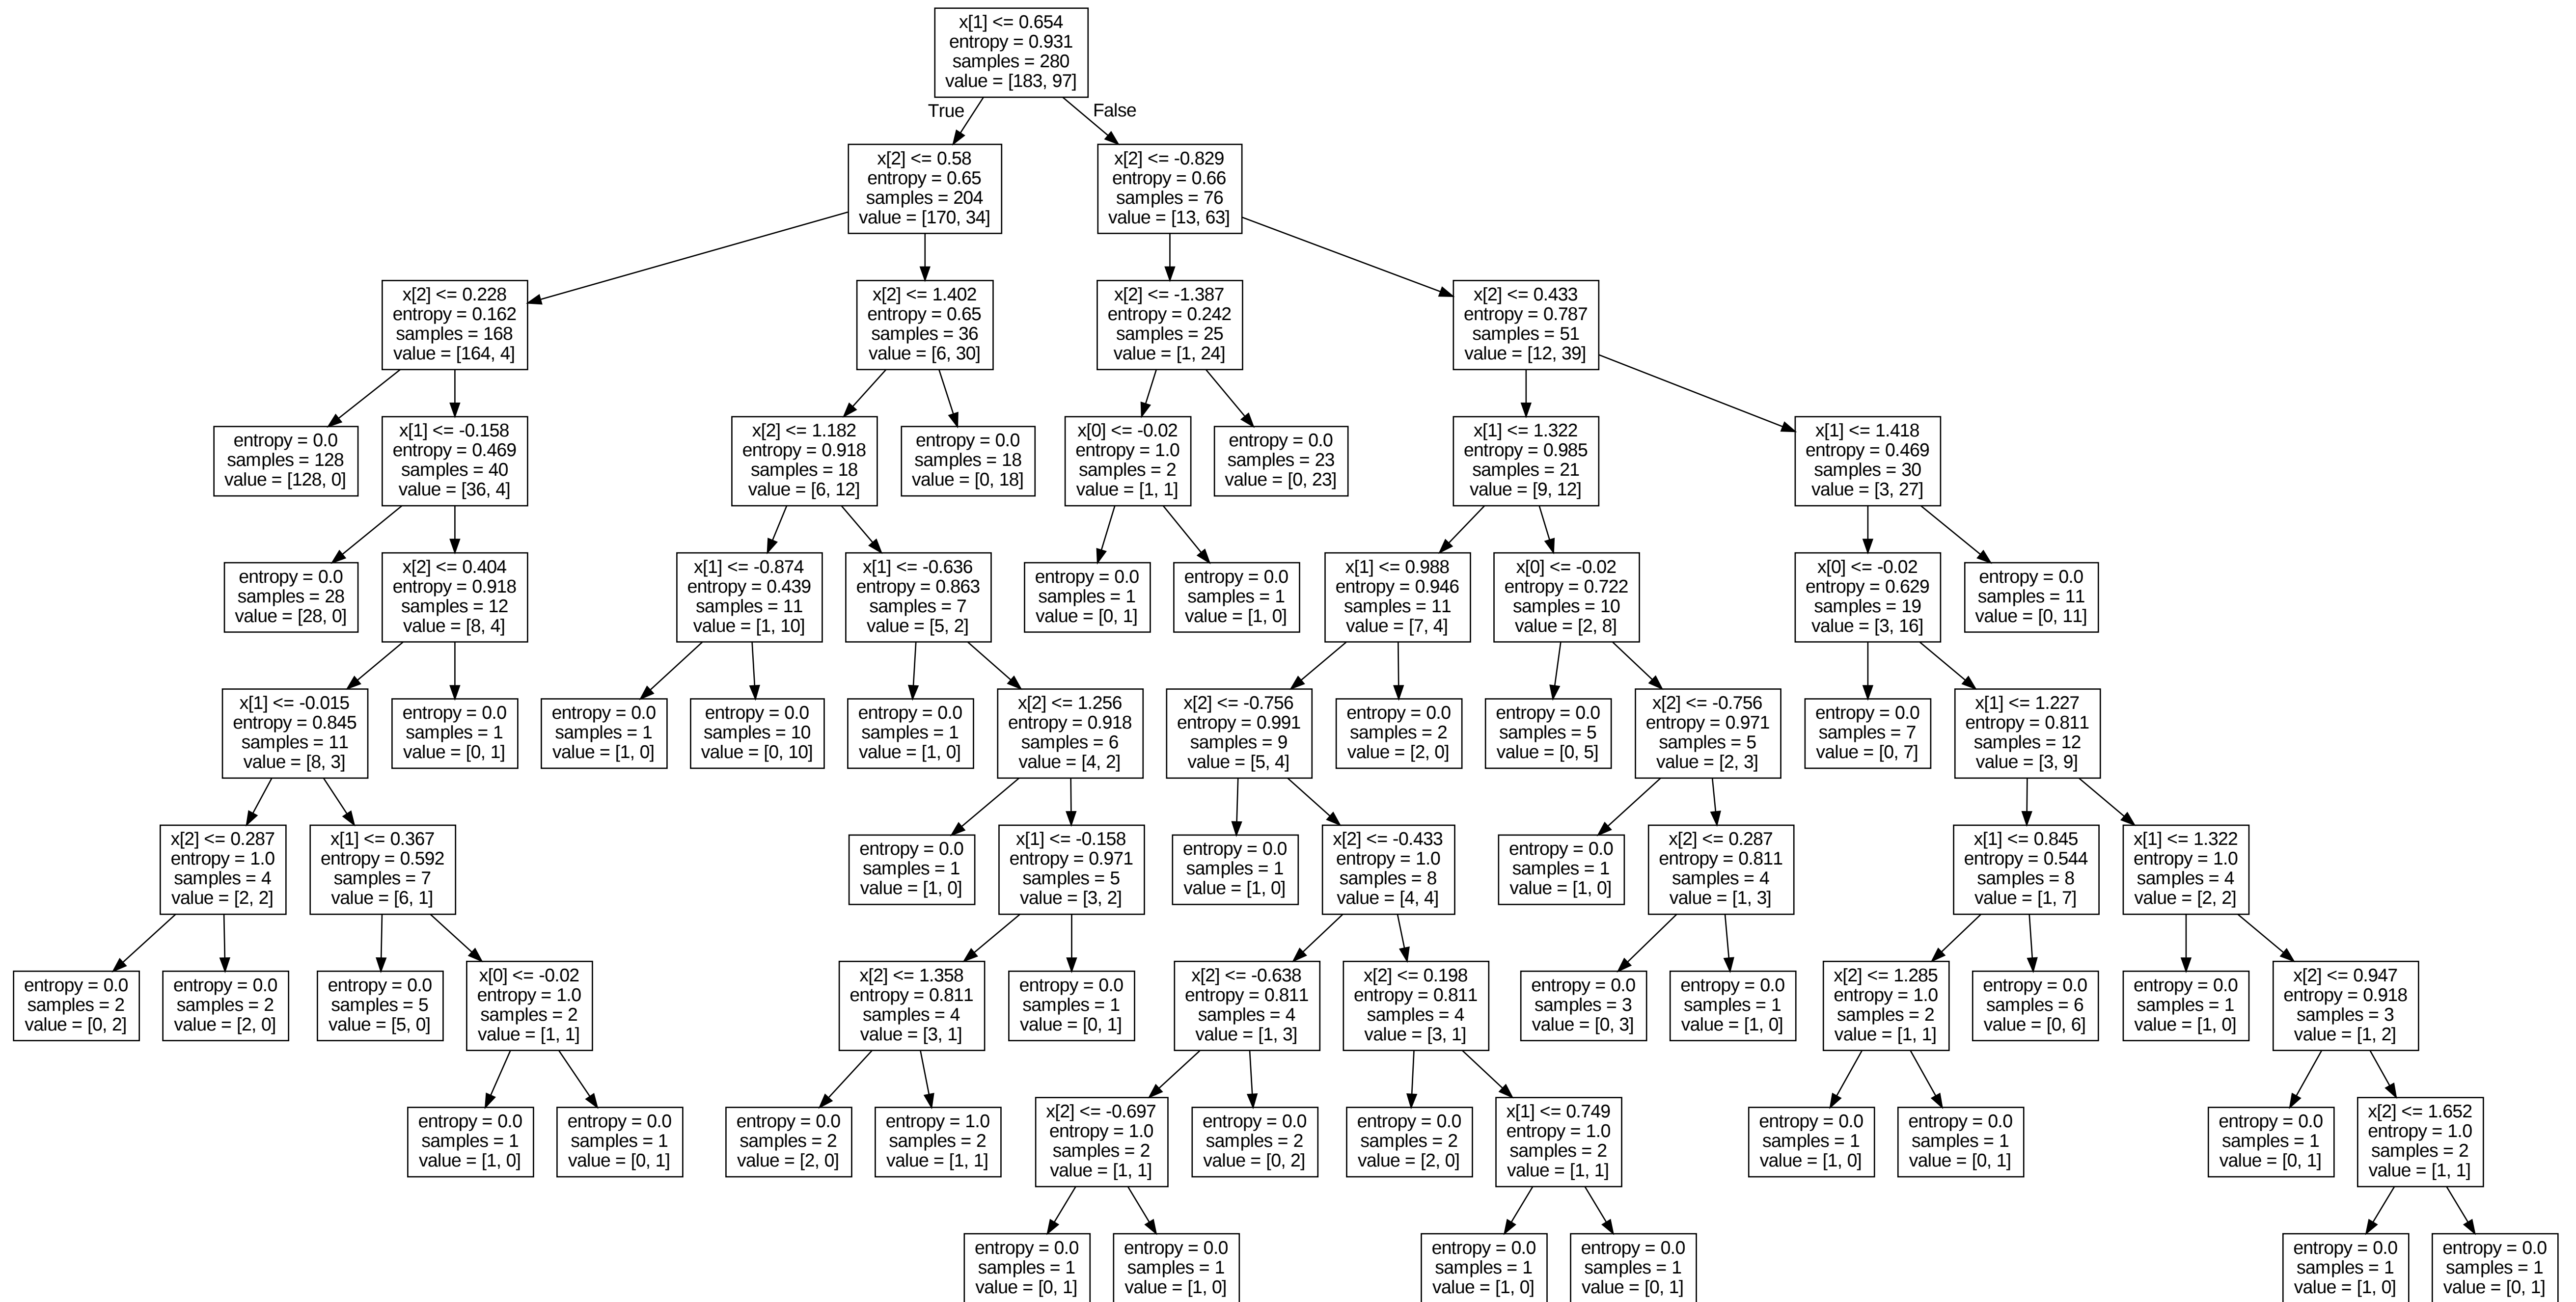 x[1] <= 0.654
entropy = 0.931
samples = 280
value = [183, 97]
True
False
x[2] <= 0.58
entropy = 0.65
samples = 204
value = [170, 34]
x[2] <= -0.829
entropy = 0.66
samples = 76
value = [13, 63]
x[2] <= 0.228
entropy = 0.162
samples = 168
value = [164, 4]
x[2] <= 1.402
entropy = 0.65
samples = 36
value = [6, 30]
x[2] <= -1.387
entropy = 0.242
samples = 25
value = [1, 24]
x[2] <= 0.433
entropy = 0.787
samples = 51
value = [12, 39]
entropy = 0.0
samples = 128
value = [128, 0]
x[1] <= -0.158
entropy = 0.469
samples = 40
value = [36, 4]
x[2] <= 1.182
entropy = 0.918
samples = 18
value = [6, 12]
entropy = 0.0
samples = 18
value = [0, 18]
x[0] <= -0.02
entropy = 1.0
samples = 2
value = [1, 1]
entropy = 0.0
samples = 23
value = [0, 23]
x[1] <= 1.322
entropy = 0.985
samples = 21
value = [9, 12]
x[1] <= 1.418
entropy = 0.469
samples = 30
value = [3, 27]
entropy = 0.0
samples = 28
value = [28, 0]
x[2] <= 0.404
entropy = 0.918
samples = 12
value = [8, 4]
x[1] <= -0.874
entropy = 0.439
samples = 11
value = [1, 10]
x[1] <= -0.636
entropy = 0.863
samples = 7
value = [5, 2]
entropy = 0.0
samples = 1
value = [0, 1]
entropy = 0.0
samples = 1
value = [1, 0]
x[1] <= 0.988
entropy = 0.946
samples = 11
value = [7, 4]
x[0] <= -0.02
entropy = 0.722
samples = 10
value = [2, 8]
x[0] <= -0.02
entropy = 0.629
samples = 19
value = [3, 16]
entropy = 0.0
samples = 11
value = [0, 11]
x[1] <= -0.015
entropy = 0.845
samples = 11
value = [8, 3]
entropy = 0.0
samples = 1
value = [0, 1]
entropy = 0.0
samples = 1
value = [1, 0]
entropy = 0.0
samples = 10
value = [0, 10]
entropy = 0.0
samples = 1
value = [1, 0]
x[2] <= 1.256
entropy = 0.918
samples = 6
value = [4, 2]
x[2] <= -0.756
entropy = 0.991
samples = 9
value = [5, 4]
entropy = 0.0
samples = 2
value = [2, 0]
entropy = 0.0
samples = 5
value = [0, 5]
x[2] <= -0.756
entropy = 0.971
samples = 5
value = [2, 3]
entropy = 0.0
samples = 7
value = [0, 7]
x[1] <= 1.227
entropy = 0.811
samples = 12
value = [3, 9]
x[2] <= 0.287
entropy = 1.0
samples = 4
value = [2, 2]
x[1] <= 0.367
entropy = 0.592
samples = 7
value = [6, 1]
entropy = 0.0
samples = 1
value = [1, 0]
x[1] <= -0.158
entropy = 0.971
samples = 5
value = [3, 2]
entropy = 0.0
samples = 1
value = [1, 0]
x[2] <= -0.433
entropy = 1.0
samples = 8
value = [4, 4]
entropy = 0.0
samples = 1
value = [1, 0]
x[2] <= 0.287
entropy = 0.811
samples = 4
value = [1, 3]
x[1] <= 0.845
entropy = 0.544
samples = 8
value = [1, 7]
x[1] <= 1.322
entropy = 1.0
samples = 4
value = [2, 2]
entropy = 0.0
samples = 2
value = [0, 2]
entropy = 0.0
samples = 2
value = [2, 0]
entropy = 0.0
samples = 5
value = [5, 0]
x[0] <= -0.02
entropy = 1.0
samples = 2
value = [1, 1]
x[2] <= 1.358
entropy = 0.811
samples = 4
value = [3, 1]
entropy = 0.0
samples = 1
value = [0, 1]
x[2] <= -0.638
entropy = 0.811
samples = 4
value = [1, 3]
x[2] <= 0.198
entropy = 0.811
samples = 4
value = [3, 1]
entropy = 0.0
samples = 3
value = [0, 3]
entropy = 0.0
samples = 1
value = [1, 0]
x[2] <= 1.285
entropy = 1.0
samples = 2
value = [1, 1]
entropy = 0.0
samples = 6
value = [0, 6]
entropy = 0.0
samples = 1
value = [1, 0]
x[2] <= 0.947
entropy = 0.918
samples = 3
value = [1, 2]
entropy = 0.0
samples = 1
value = [1, 0]
entropy = 0.0
samples = 1
value = [0, 1]
entropy = 0.0
samples = 2
value = [2, 0]
entropy = 1.0
samples = 2
value = [1, 1]
x[2] <= -0.697
entropy = 1.0
samples = 2
value = [1, 1]
entropy = 0.0
samples = 2
value = [0, 2]
entropy = 0.0
samples = 2
value = [2, 0]
x[1] <= 0.749
entropy = 1.0
samples = 2
value = [1, 1]
entropy = 0.0
samples = 1
value = [1, 0]
entropy = 0.0
samples = 1
value = [0, 1]
entropy = 0.0
samples = 1
value = [0, 1]
x[2] <= 1.652
entropy = 1.0
samples = 2
value = [1, 1]
entropy = 0.0
samples = 1
value = [0, 1]
entropy = 0.0
samples = 1
value = [1, 0]
entropy = 0.0
samples = 1
value = [1, 0]
entropy = 0.0
samples = 1
value = [0, 1]
entropy = 0.0
samples = 1
value = [1, 0]
entropy = 0.0
samples = 1
value = [0, 1]